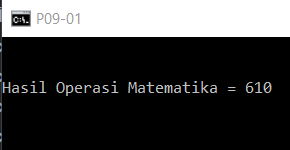 P09-01
Hasil Operasi Matematika = 610